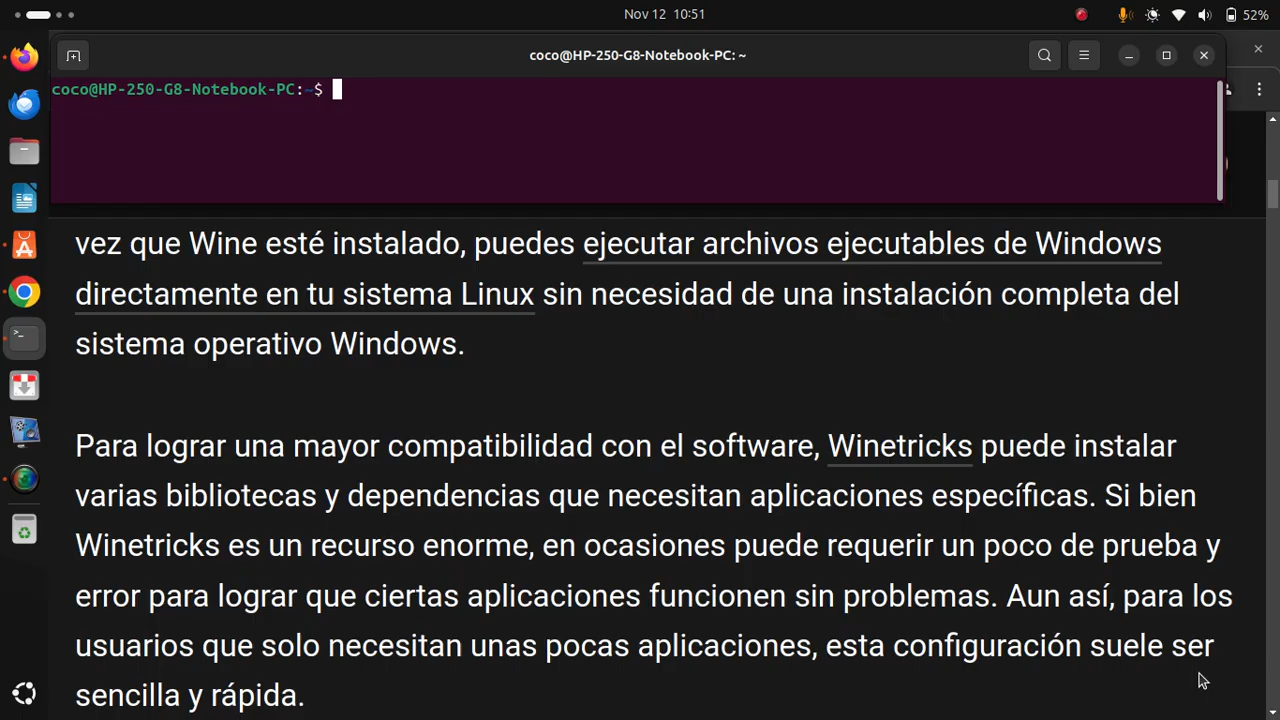 Nov 12 10:51
52%
coco@HP-250-G8-Notebook-PC: ~
coco@HP-250-G8-Notebook-PC:~$
vez que Wine esté instalado, puedes ejecutar archivos ejecutables de Windows
directamente en tu sistema Linux sin necesidad de una instalación completa del
sistema operativo Windows.
Para lograr una mayor compatibilidad con el software, Winetricks puede instalar
varias bibliotecas y dependencias que necesitan aplicaciones específicas. Si bien
Winetricks es un recurso enorme, en ocasiones puede requerir un poco de prueba y
error para lograr que ciertas aplicaciones funcionen sin problemas. Aun así, para los
usuarios que solo necesitan unas pocas aplicaciones, esta configuración suele ser
sencilla y rápida.